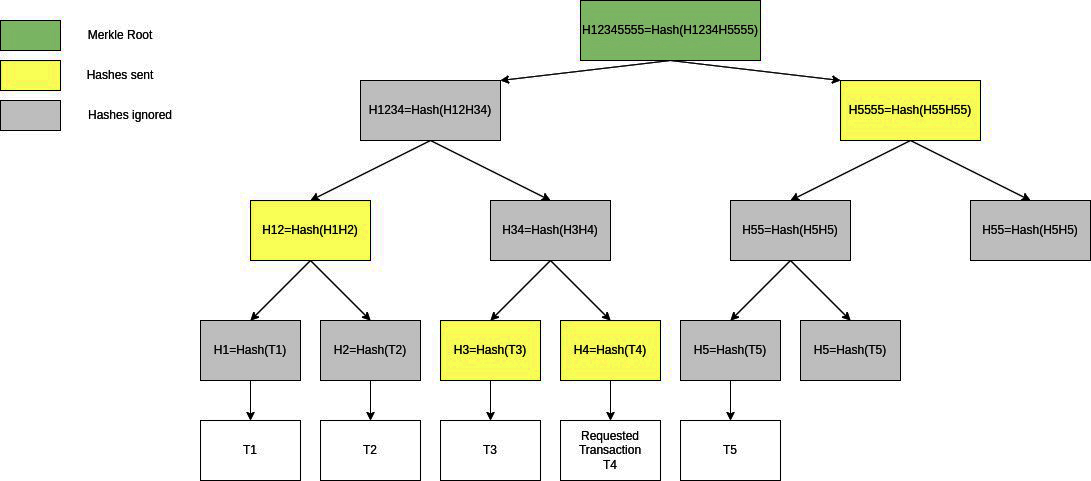 H12345555=Hash(H1234H5555)
Merkle Root
Hashes sent
Hashes ignored
H1234=Hash(H12H34)
H5555=Hash(H55H55)
H12=Hash(H1H2)
H34=Hash(H3H4)
H55=Hash(H5H5)
H55=Hash(H5H5)
H1=Hash(T1)
H2=Hash(T2)
H3=Hash(T3)
H4=Hash(T4)
H5=Hash(T5)
H5=Hash(T5)
T1
T2
T3
Requested
Transaction
T4
T5